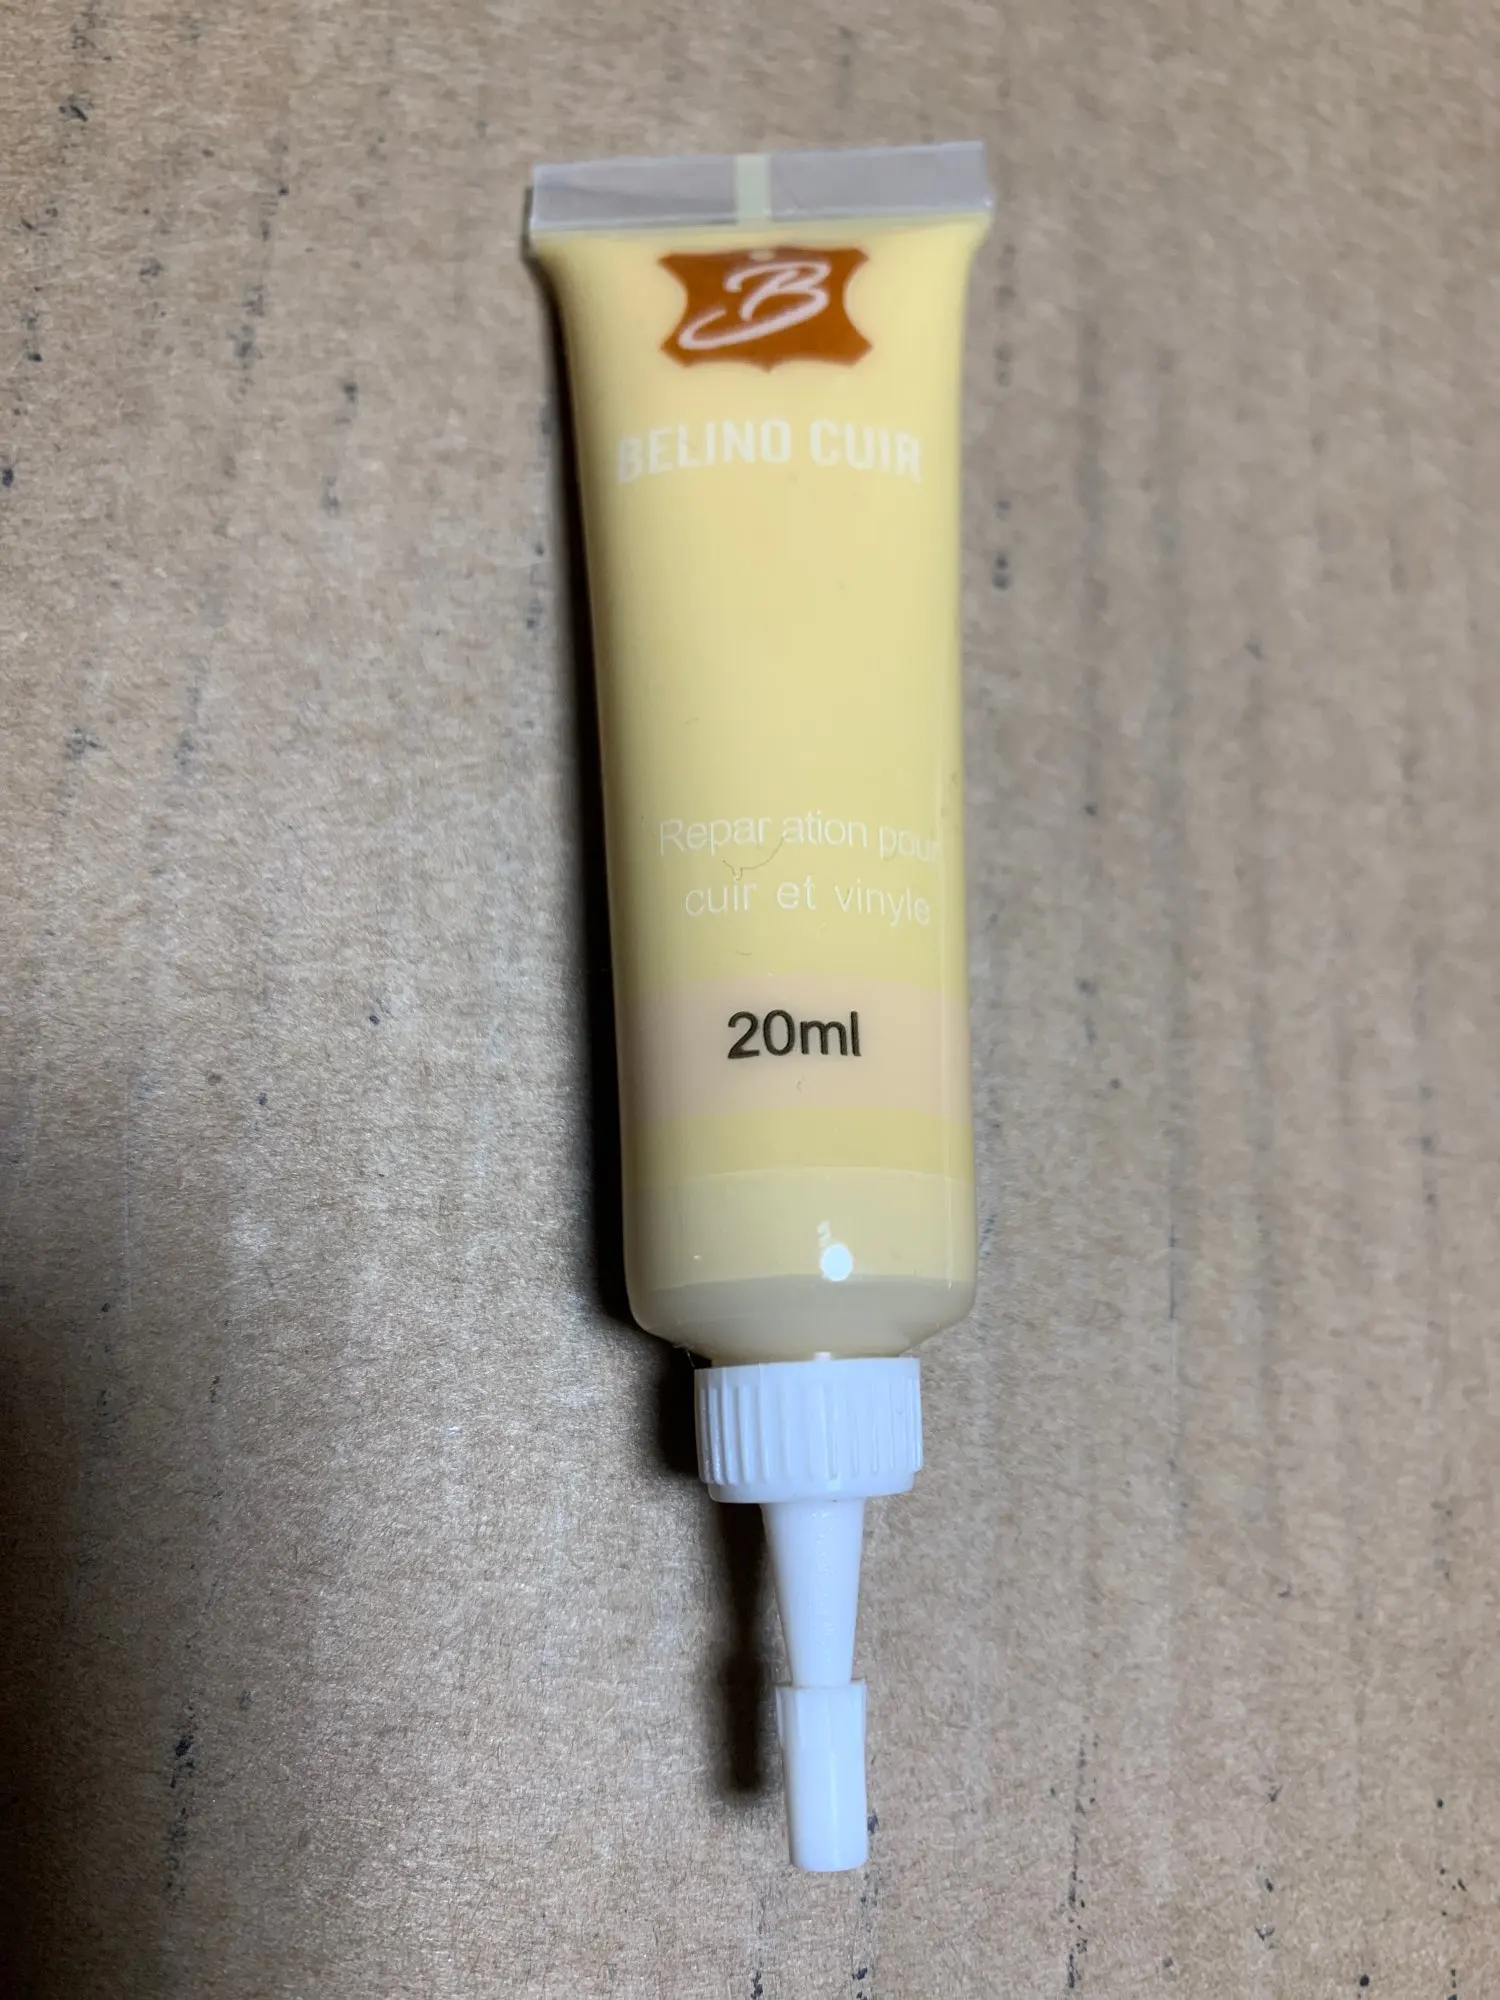 B
BELINO CUIR
Repar ation pour
cuir et vinyle
20ml